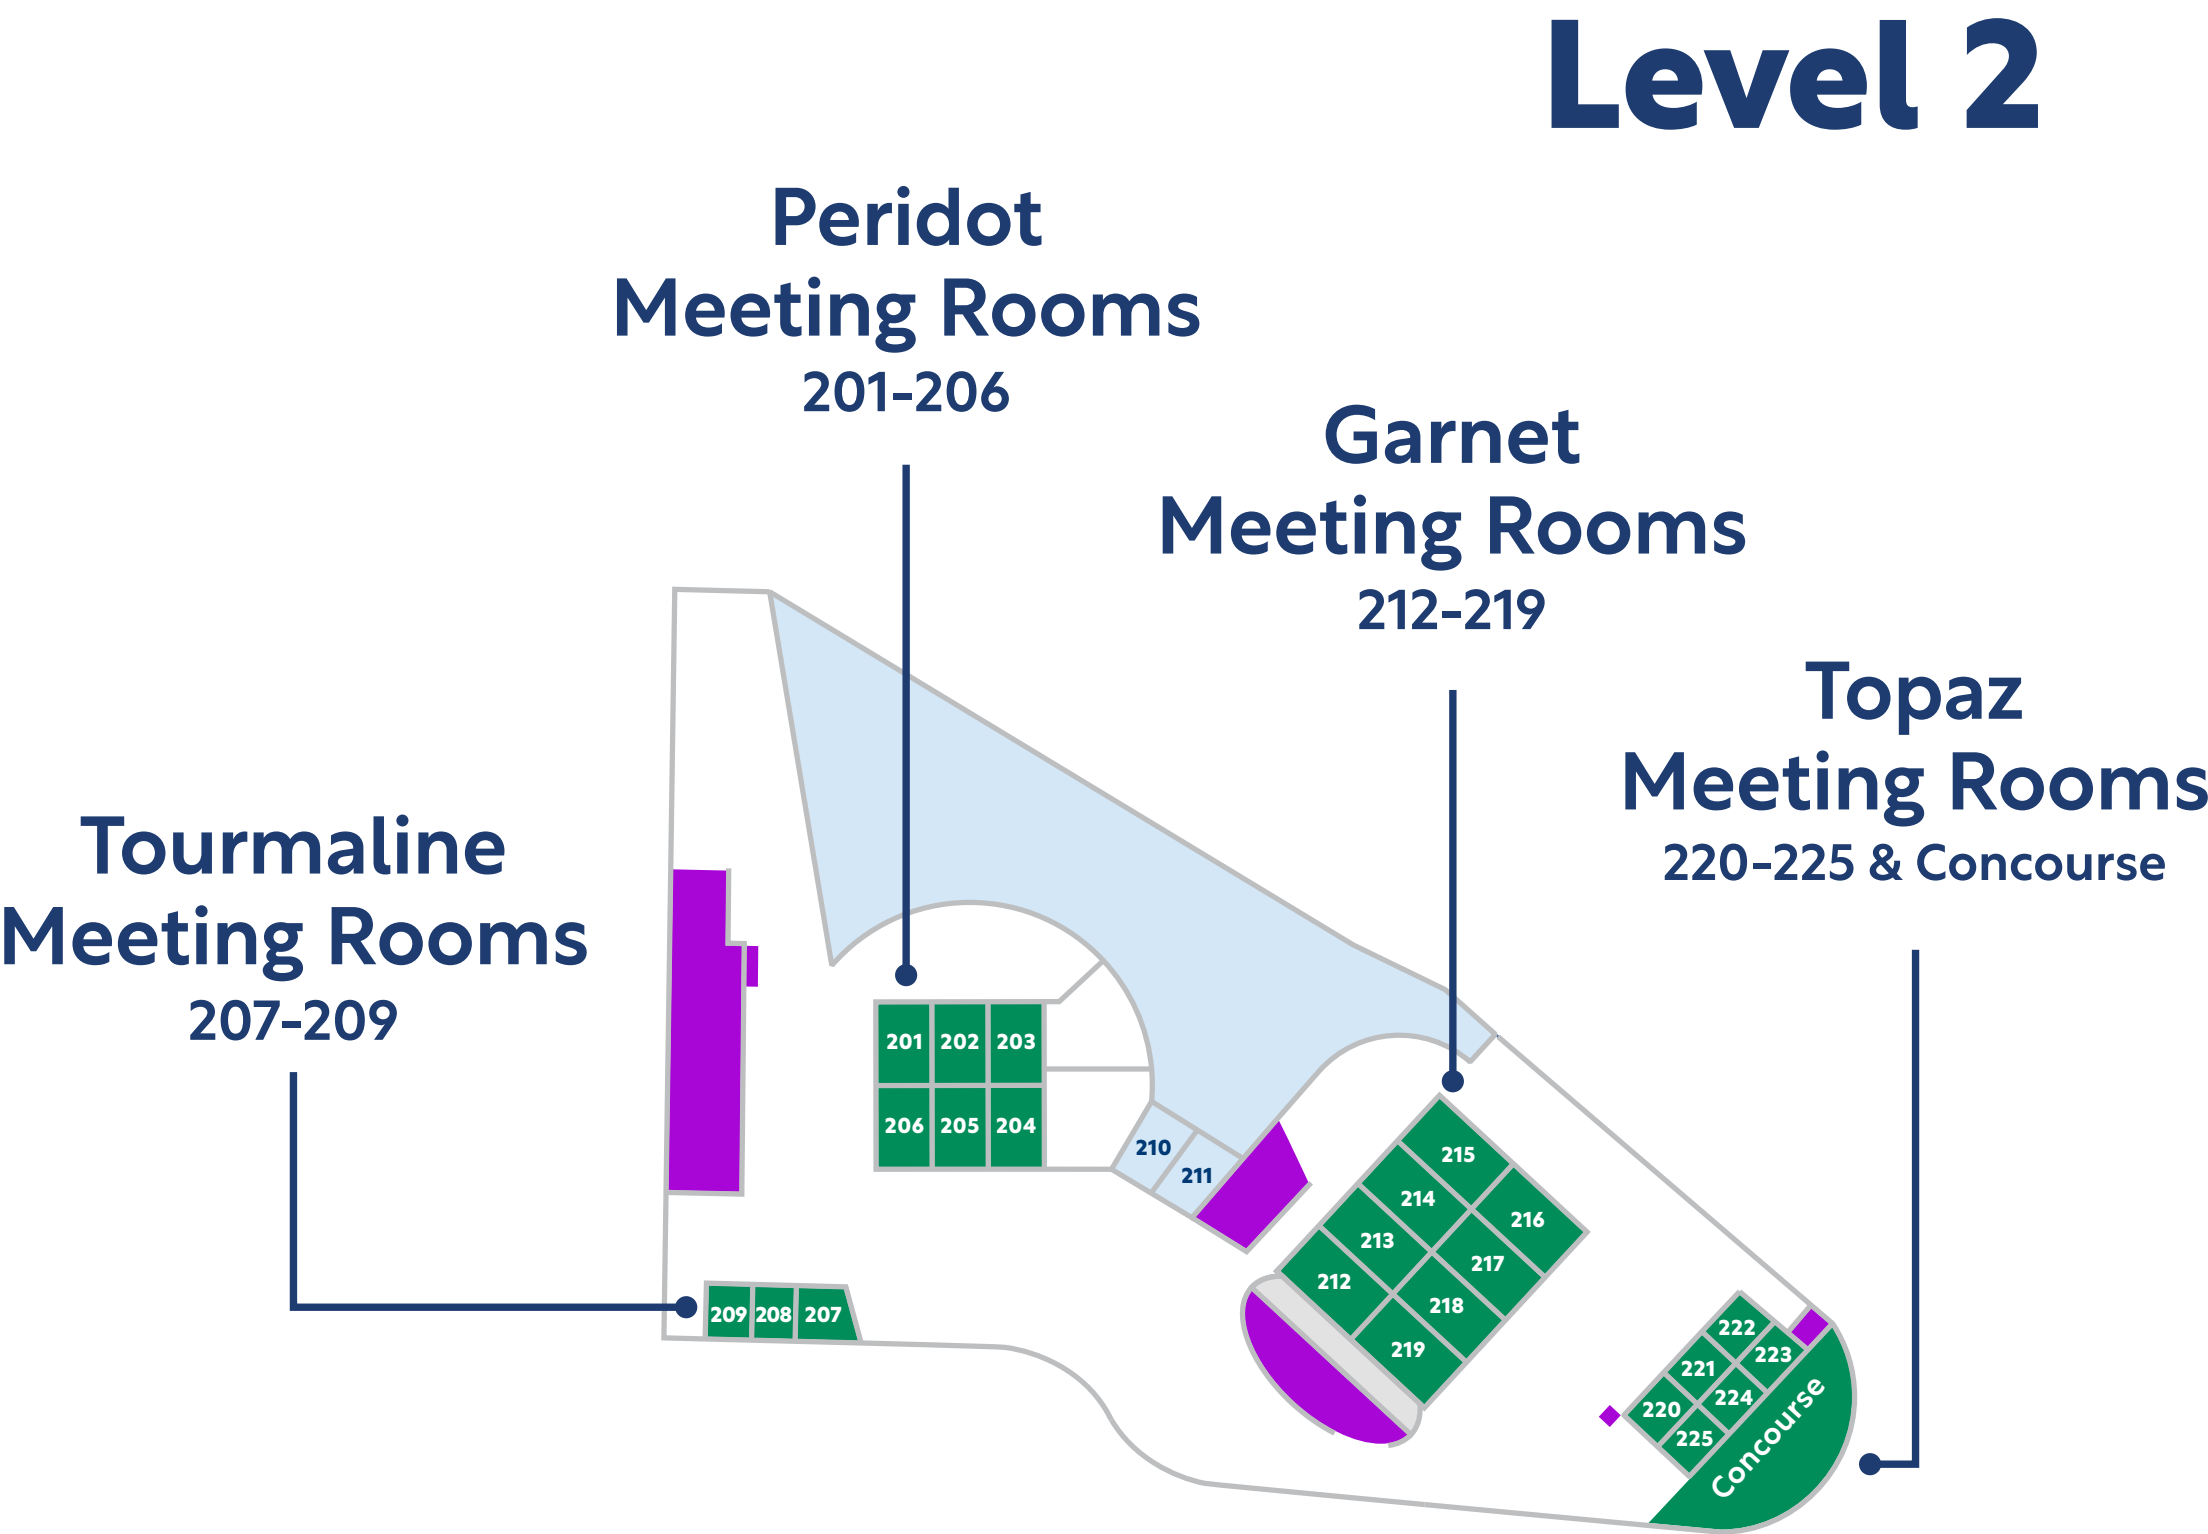 Level 2
Peridot
Meeting Rooms
201-206
Garnet
Meeting Rooms
212-219
Topaz
Meeting Rooms
220-225 & Concourse
Tourmaline
Meeting Rooms
207-209
201 202 203
206 205 204
210
211
209 208 207
215
214
216
213
217
212
218
219
222
223
221
224
220
225
Concourse